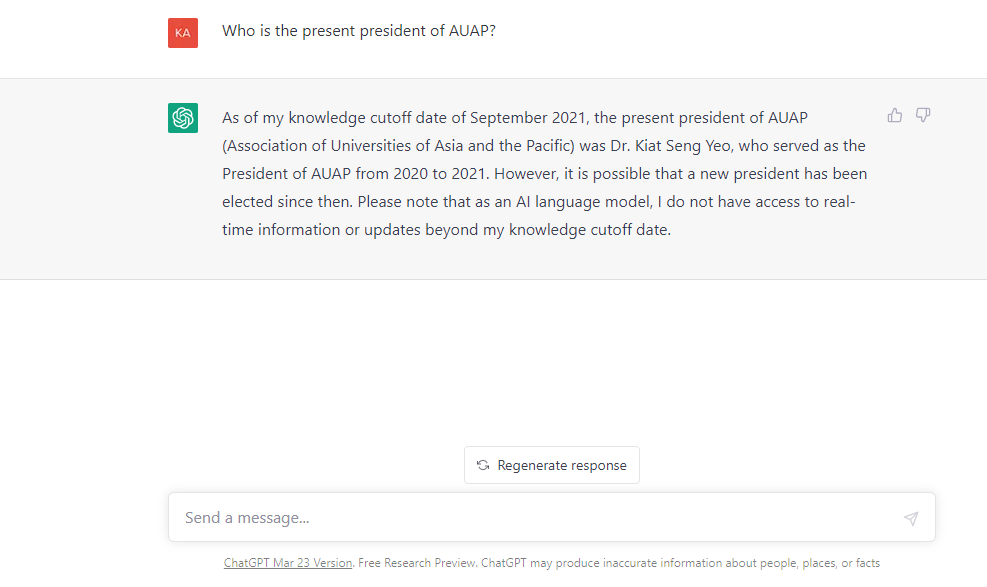 KA
Who is the present president of AUAP?
As of my knowledge cutoff date of September 2021, the present president of AUAP
(Association of Universities of Asia and the Pacific) was Dr. Kiat Seng Yeo, who served as the
President of AUAP from 2020 to 2021. However, it is possible that a new president has been
elected since then. Please note that as an AI language model, I do not have access to real-
time information or updates beyond my knowledge cutoff date.
Regenerate response
Send a message...
ChatGPT Mar 23 Version. Free Research Preview. ChatGPT may produce inaccurate information about people, places, or facts